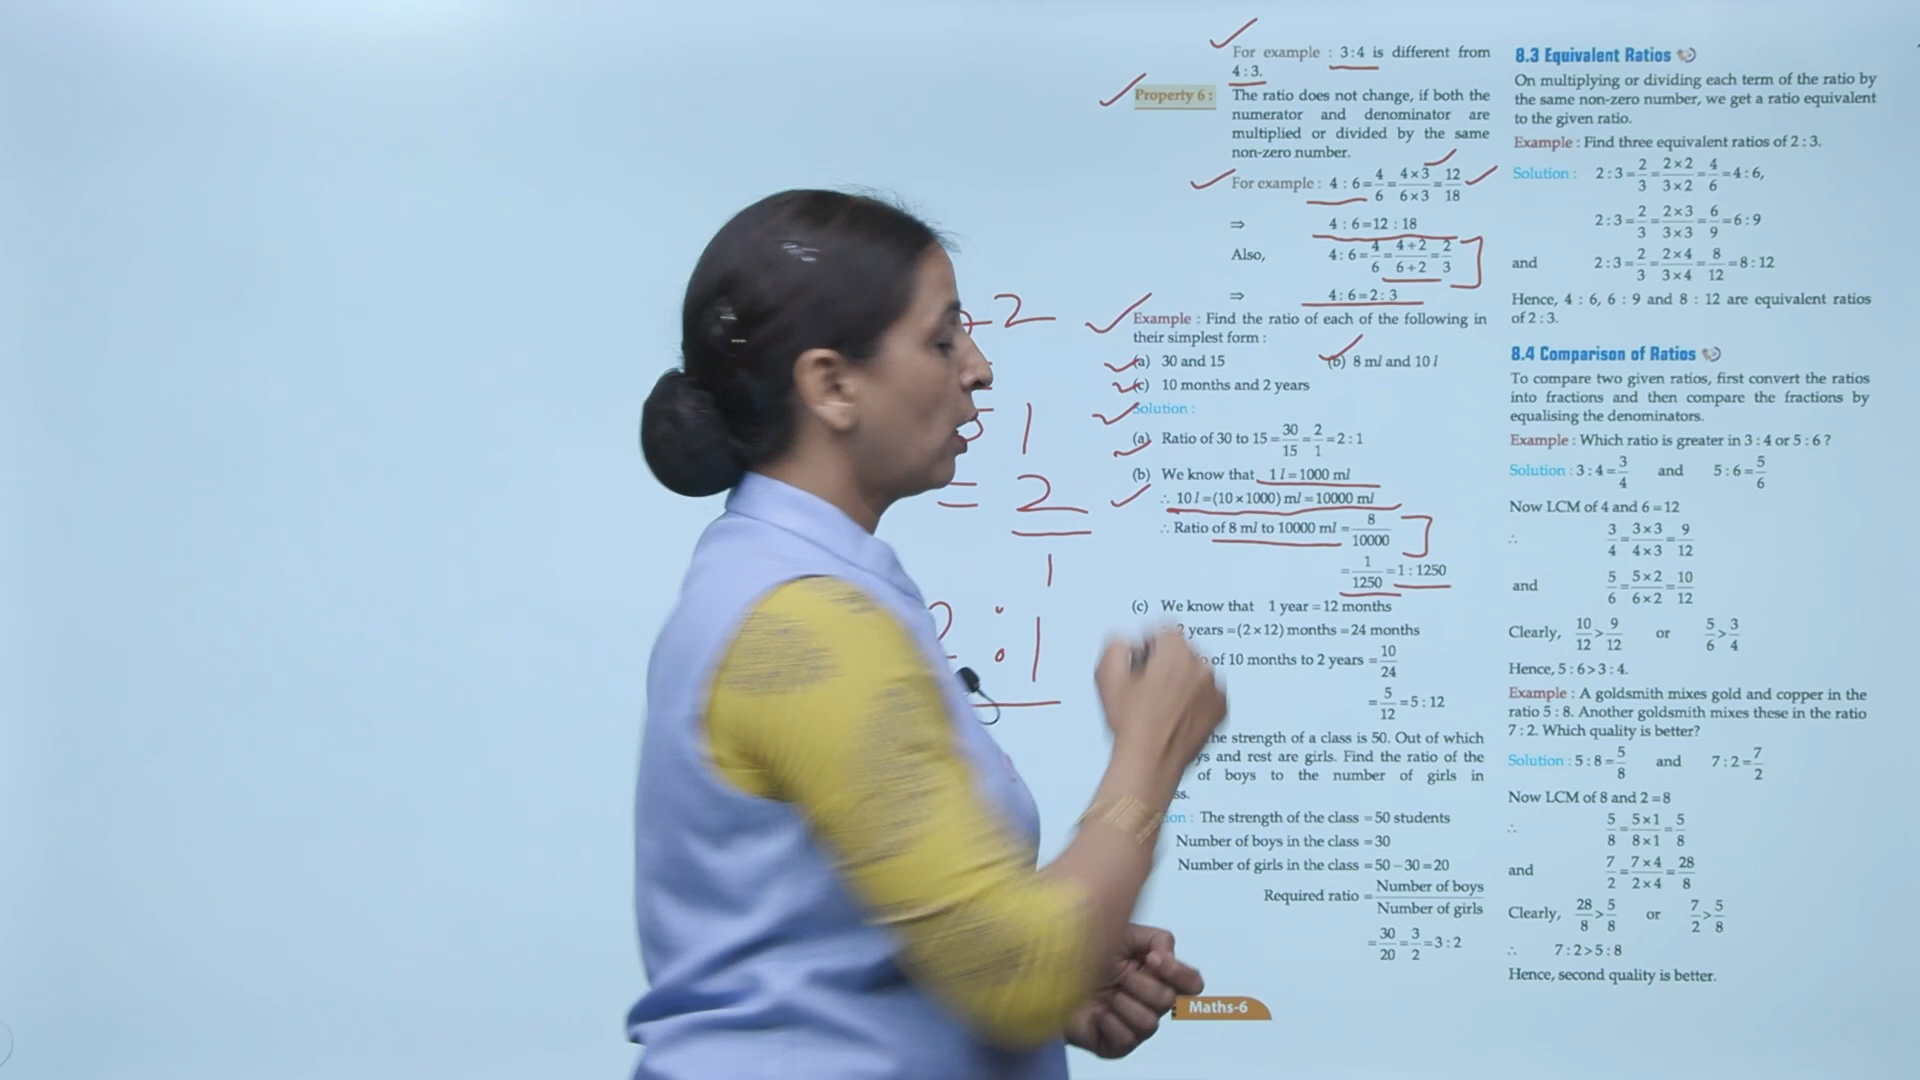 2
1
= 2
1
2 : 1
For example : 3 : 4 is different from
4 : 3.
Property 6 : The ratio does not change, if both the
numerator and denominator are
multiplied or divided by the same
non-zero number.
For example : 4 : 6 = 4/6 = 4×3/6×3 = 12/18
⇒ 4 : 6 = 12 : 18
Also, 4 : 6 = 4/6 = 4÷2/6÷2 = 2/3
⇒ 4 : 6 = 2 : 3
Example : Find the ratio of each of the following in
their simplest form :
(a) 30 and 15 (b) 8 ml and 10 l
(c) 10 months and 2 years
Solution :
(a) Ratio of 30 to 15 = 30/15 = 2/1 = 2 : 1
(b) We know that 1 l = 1000 ml
∴ 10 l = (10 × 1000) ml = 10000 ml
∴ Ratio of 8 ml to 10000 ml = 8/10000
= 1/1250 = 1 : 1250
(c) We know that 1 year = 12 months
2 years = (2 × 12) months = 24 months
of 10 months to 2 years = 10/24
= 5/12 = 5 : 12
strength of a class is 50. Out of which
and rest are girls. Find the ratio of the
of boys to the number of girls in
The strength of the class = 50 students
Number of boys in the class = 30
Number of girls in the class = 50 – 30 = 20
Required ratio = Number of boys/Number of girls
= 30/20 = 3/2 = 3 : 2
Maths-6
8.3 Equivalent Ratios
On multiplying or dividing each term of the ratio by
the same non-zero number, we get a ratio equivalent
to the given ratio.
Example : Find three equivalent ratios of 2 : 3.
Solution : 2 : 3 = 2/3 = 2×2/3×2 = 4/6 = 4 : 6,
2 : 3 = 2/3 = 2×3/3×3 = 6/9 = 6 : 9
and 2 : 3 = 2/3 = 2×4/3×4 = 8/12 = 8 : 12
Hence, 4 : 6, 6 : 9 and 8 : 12 are equivalent ratios
of 2 : 3.
8.4 Comparison of Ratios
To compare two given ratios, first convert the ratios
into fractions and then compare the fractions by
equalising the denominators.
Example : Which ratio is greater in 3 : 4 or 5 : 6 ?
Solution : 3 : 4 = 3/4 and 5 : 6 = 5/6
Now LCM of 4 and 6 = 12
∴ 3/4 = 3×3/4×3 = 9/12
and 5/6 = 5×2/6×2 = 10/12
Clearly, 10/12 > 9/12 or 5/6 > 3/4
Hence, 5 : 6 > 3 : 4.
Example : A goldsmith mixes gold and copper in the
ratio 5 : 8. Another goldsmith mixes these in the ratio
7 : 2. Which quality is better?
Solution : 5 : 8 = 5/8 and 7 : 2 = 7/2
Now LCM of 8 and 2 = 8
∴ 5/8 = 5×1/8×1 = 5/8
and 7/2 = 7×4/2×4 = 28/8
Clearly, 28/8 > 5/8 or 7/2 > 5/8
∴ 7 : 2 > 5 : 8
Hence, second quality is better.